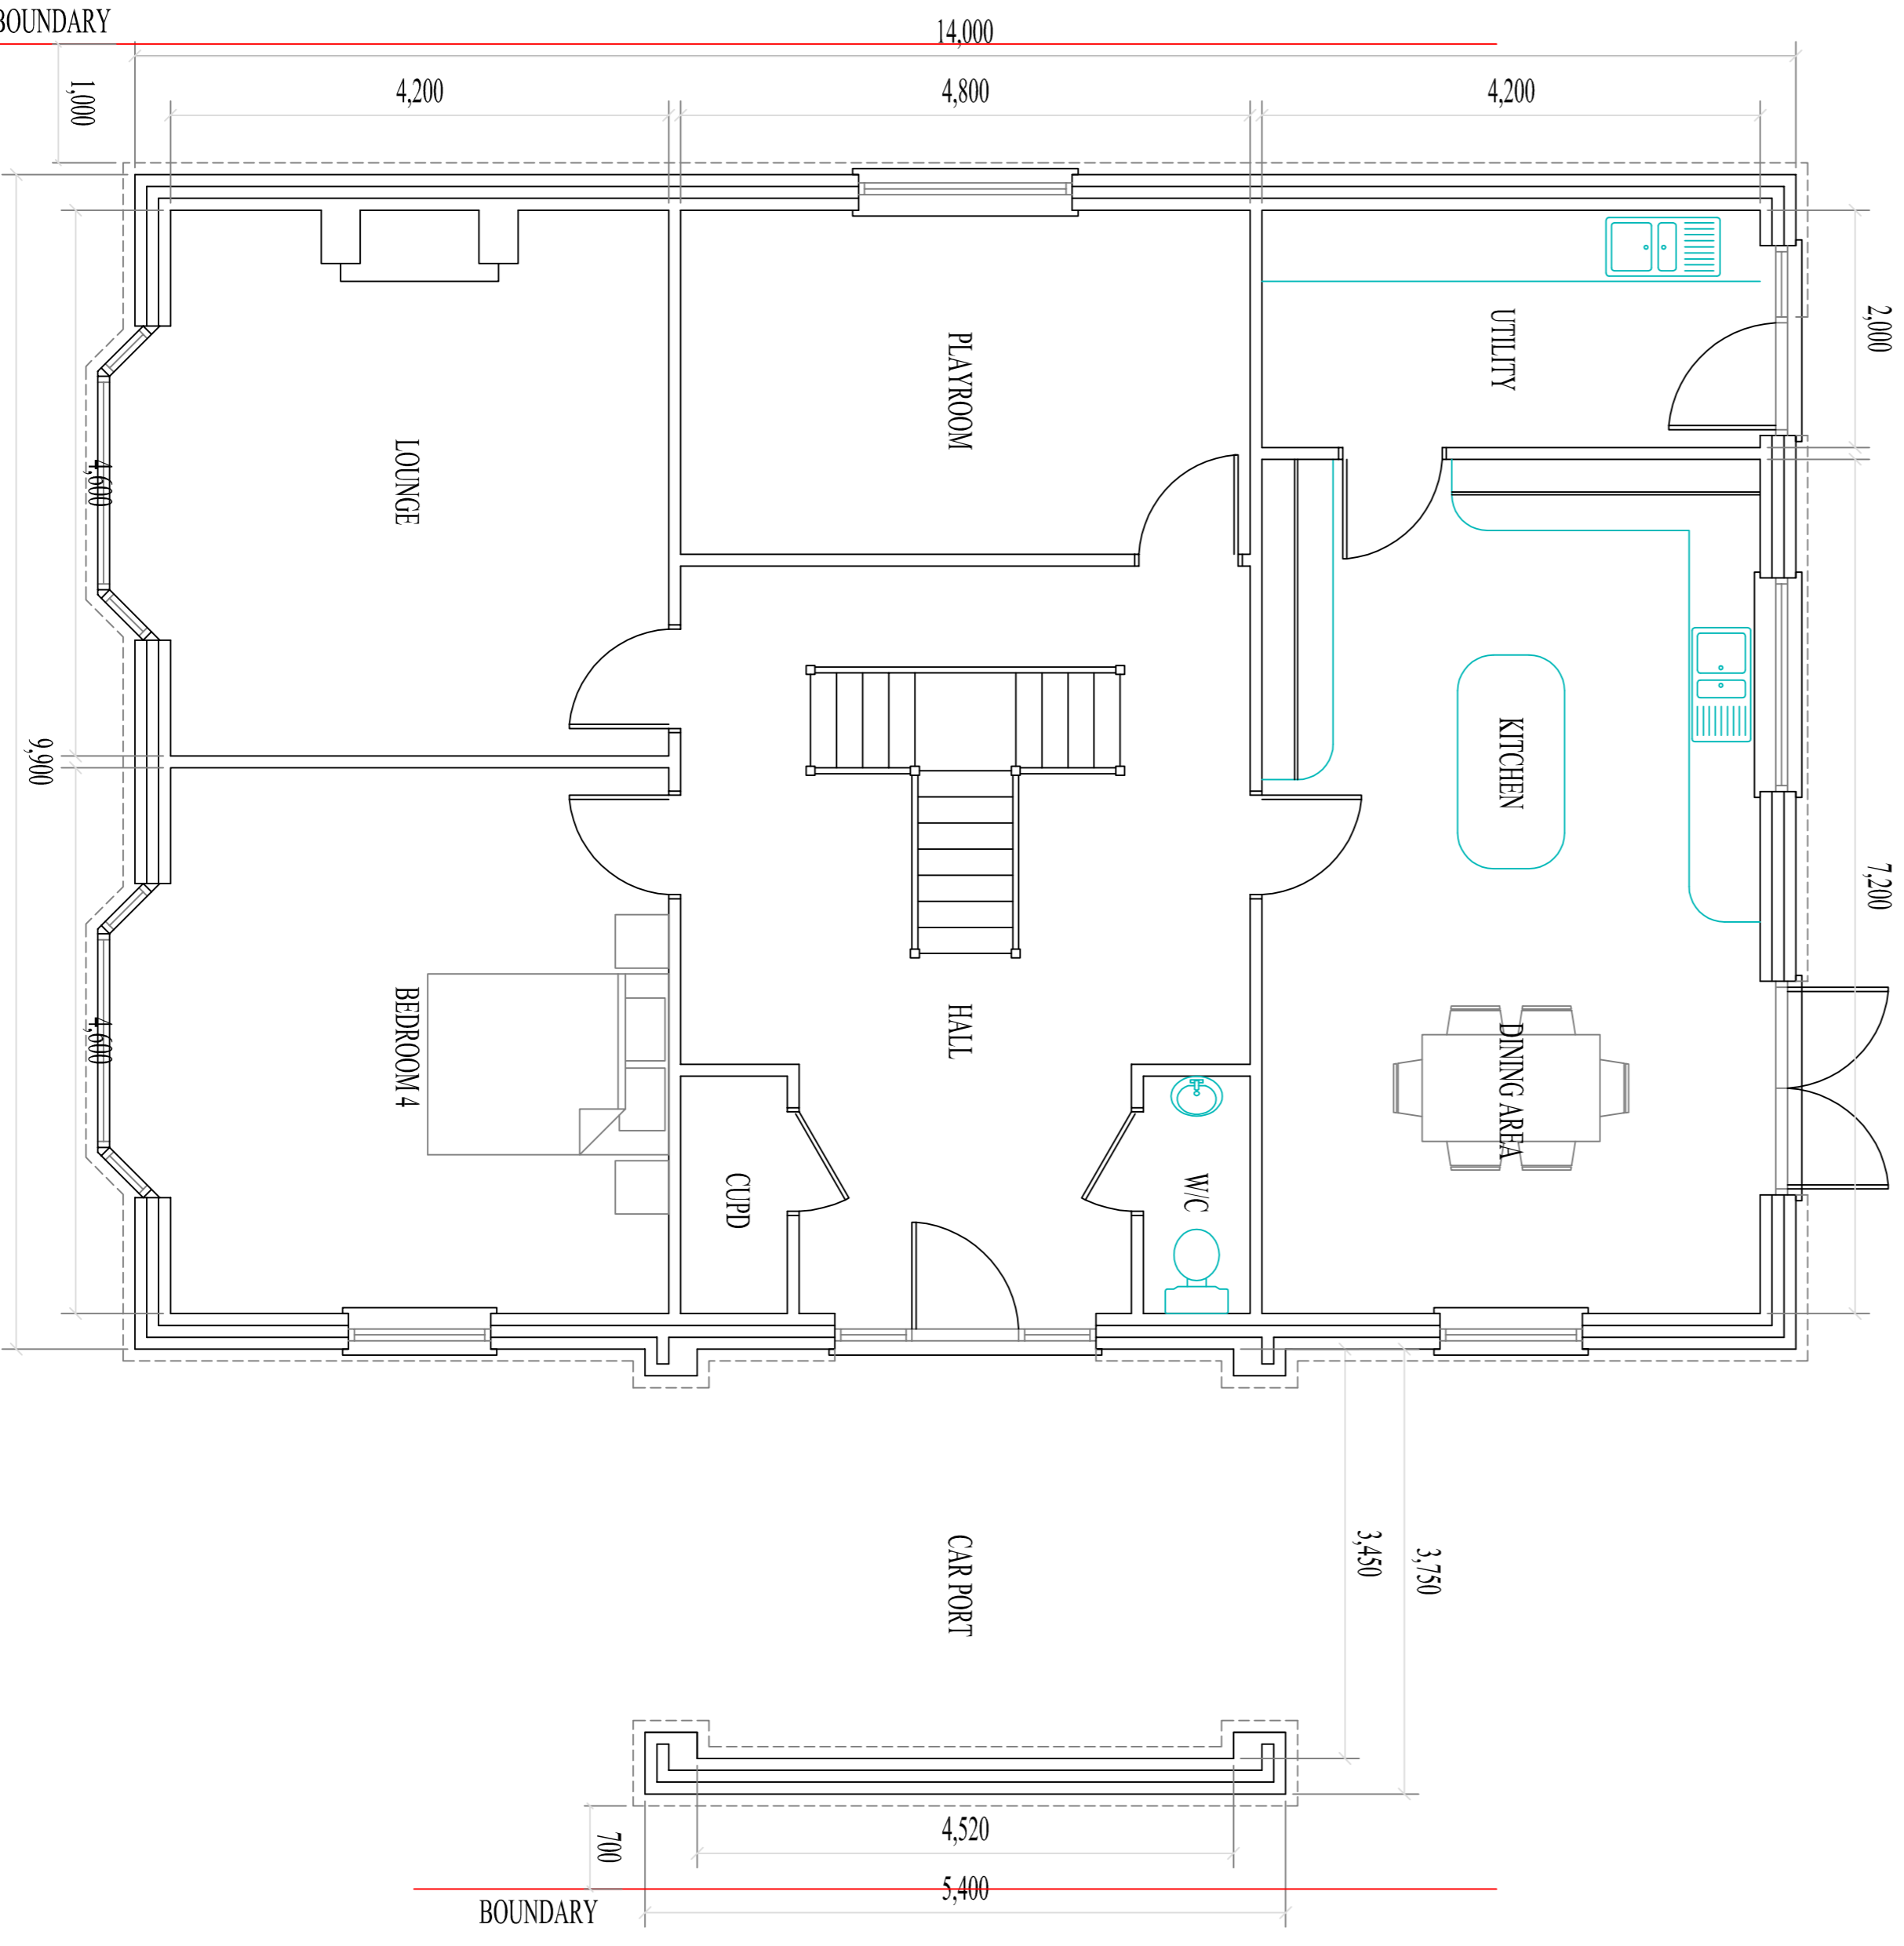 BOUNDARY
14,000
4,200
4,800
4,200
1,000
2,000
UTILITY
PLAYROOM
LOUNGE
4,600
KITCHEN
9,900
7,200
HALL
BEDROOM 4
4,600
DINING AREA
CUPD
W/C
CAR PORT
3,450
3,750
4,520
700
5,400
BOUNDARY